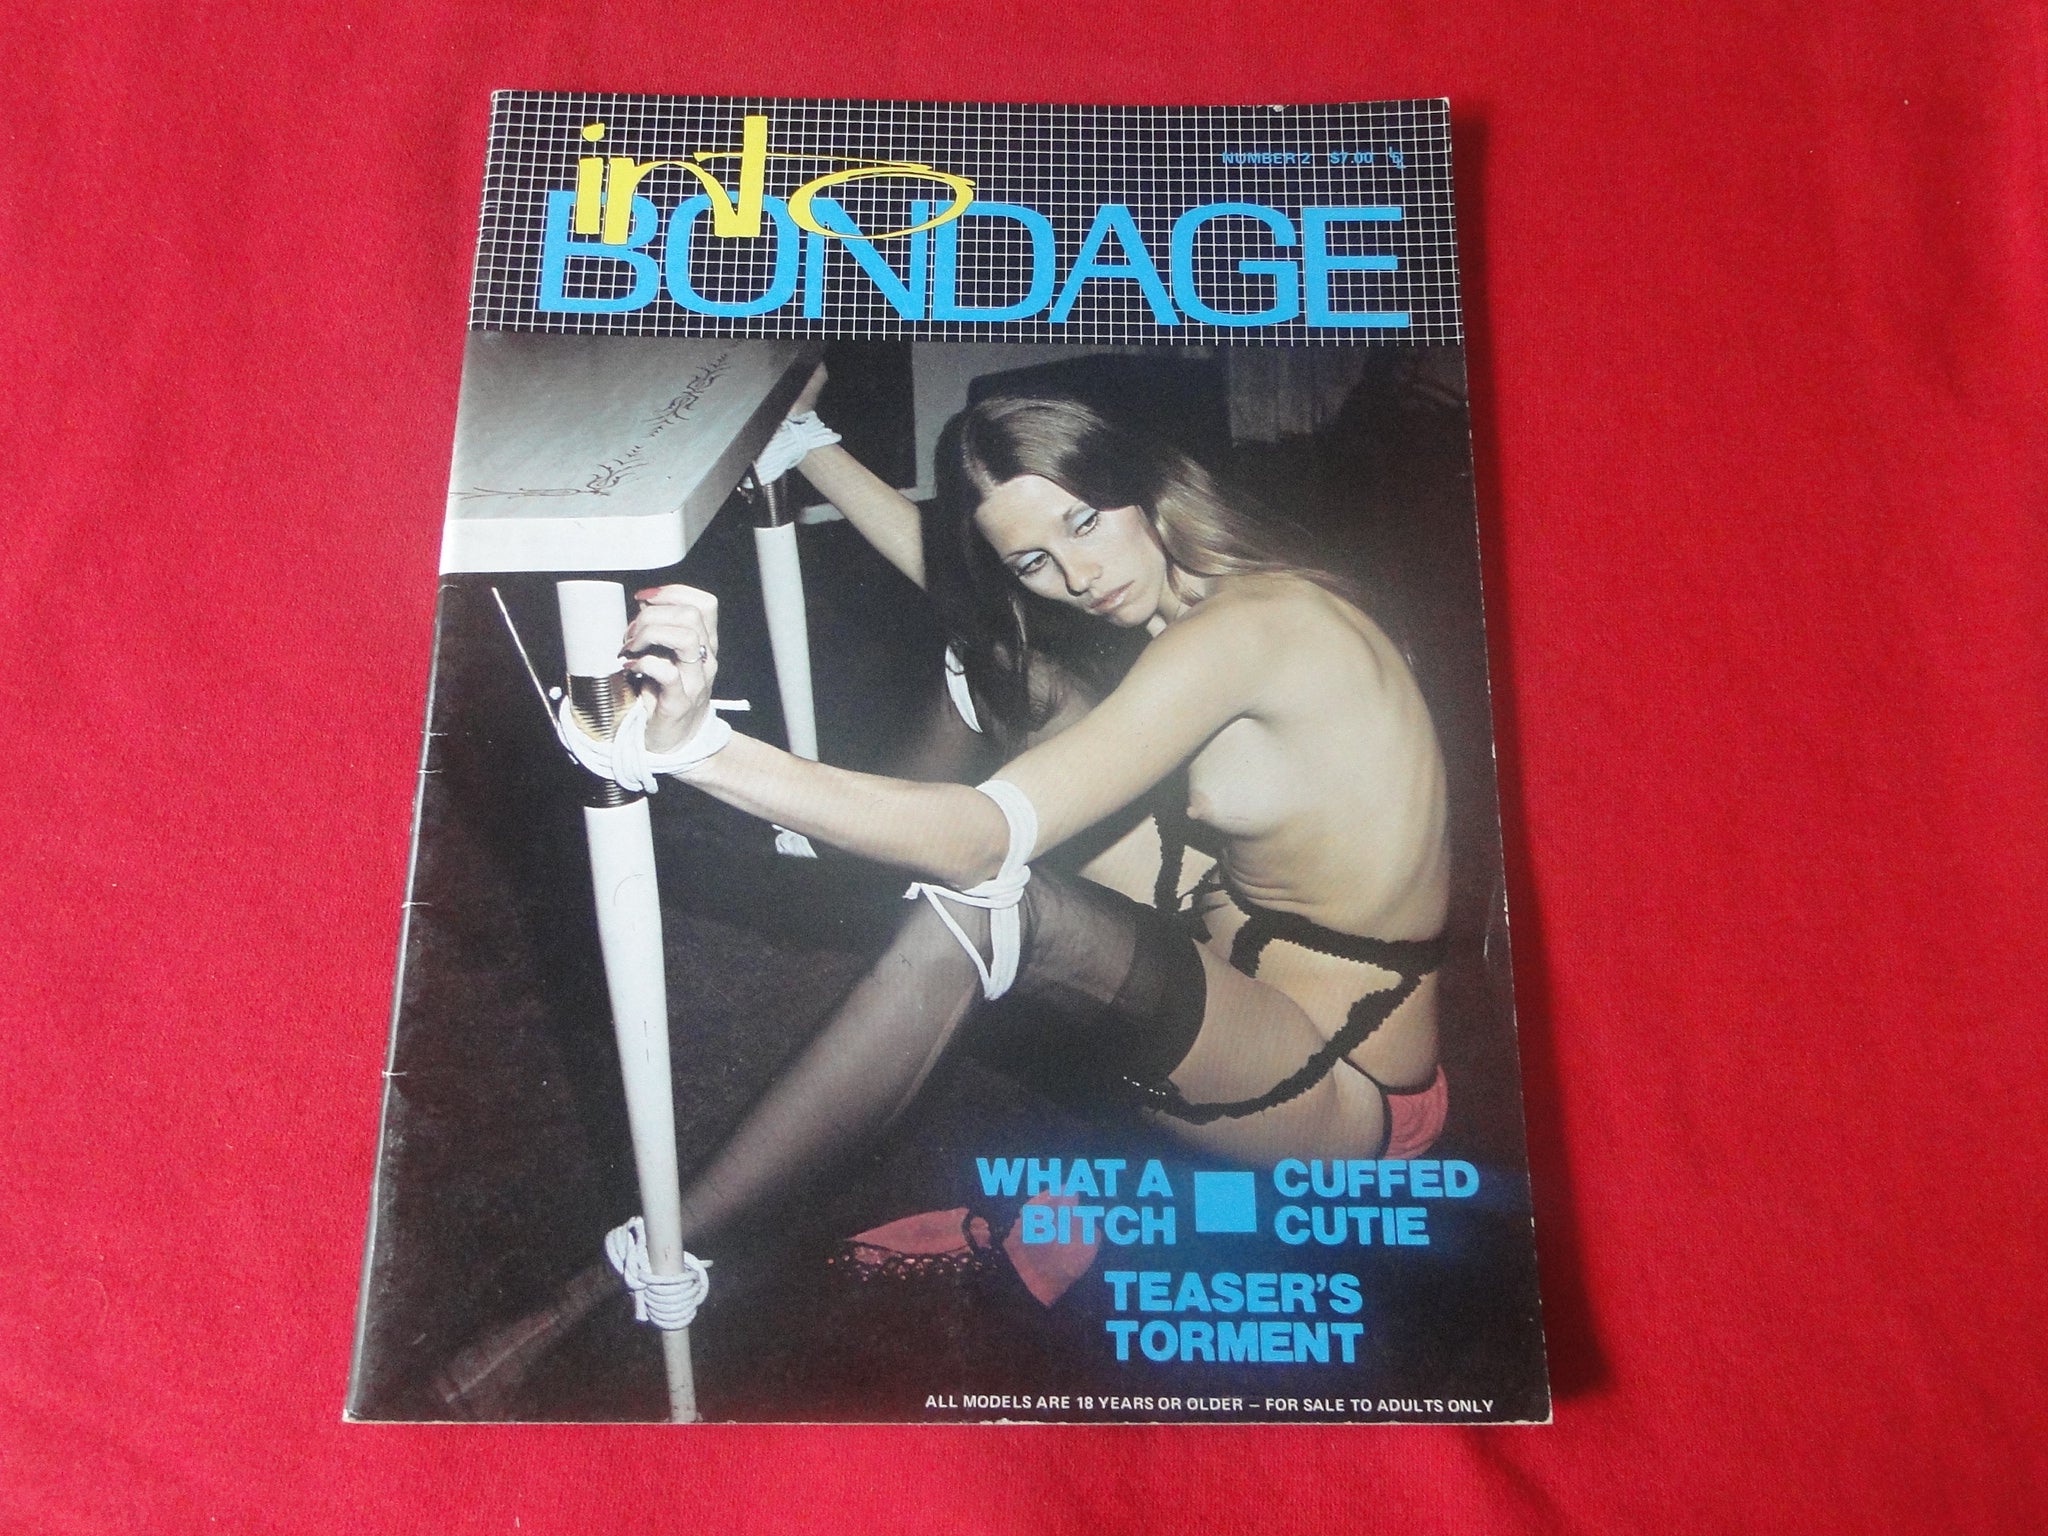 into
NUMBER 2 $7.00
BONDAGE
WHAT A
BITCH
CUFFED
CUTIE
TEASER'S
TORMENT
ALL MODELS ARE 18 YEARS OR OLDER – FOR SALE TO ADULTS ONLY